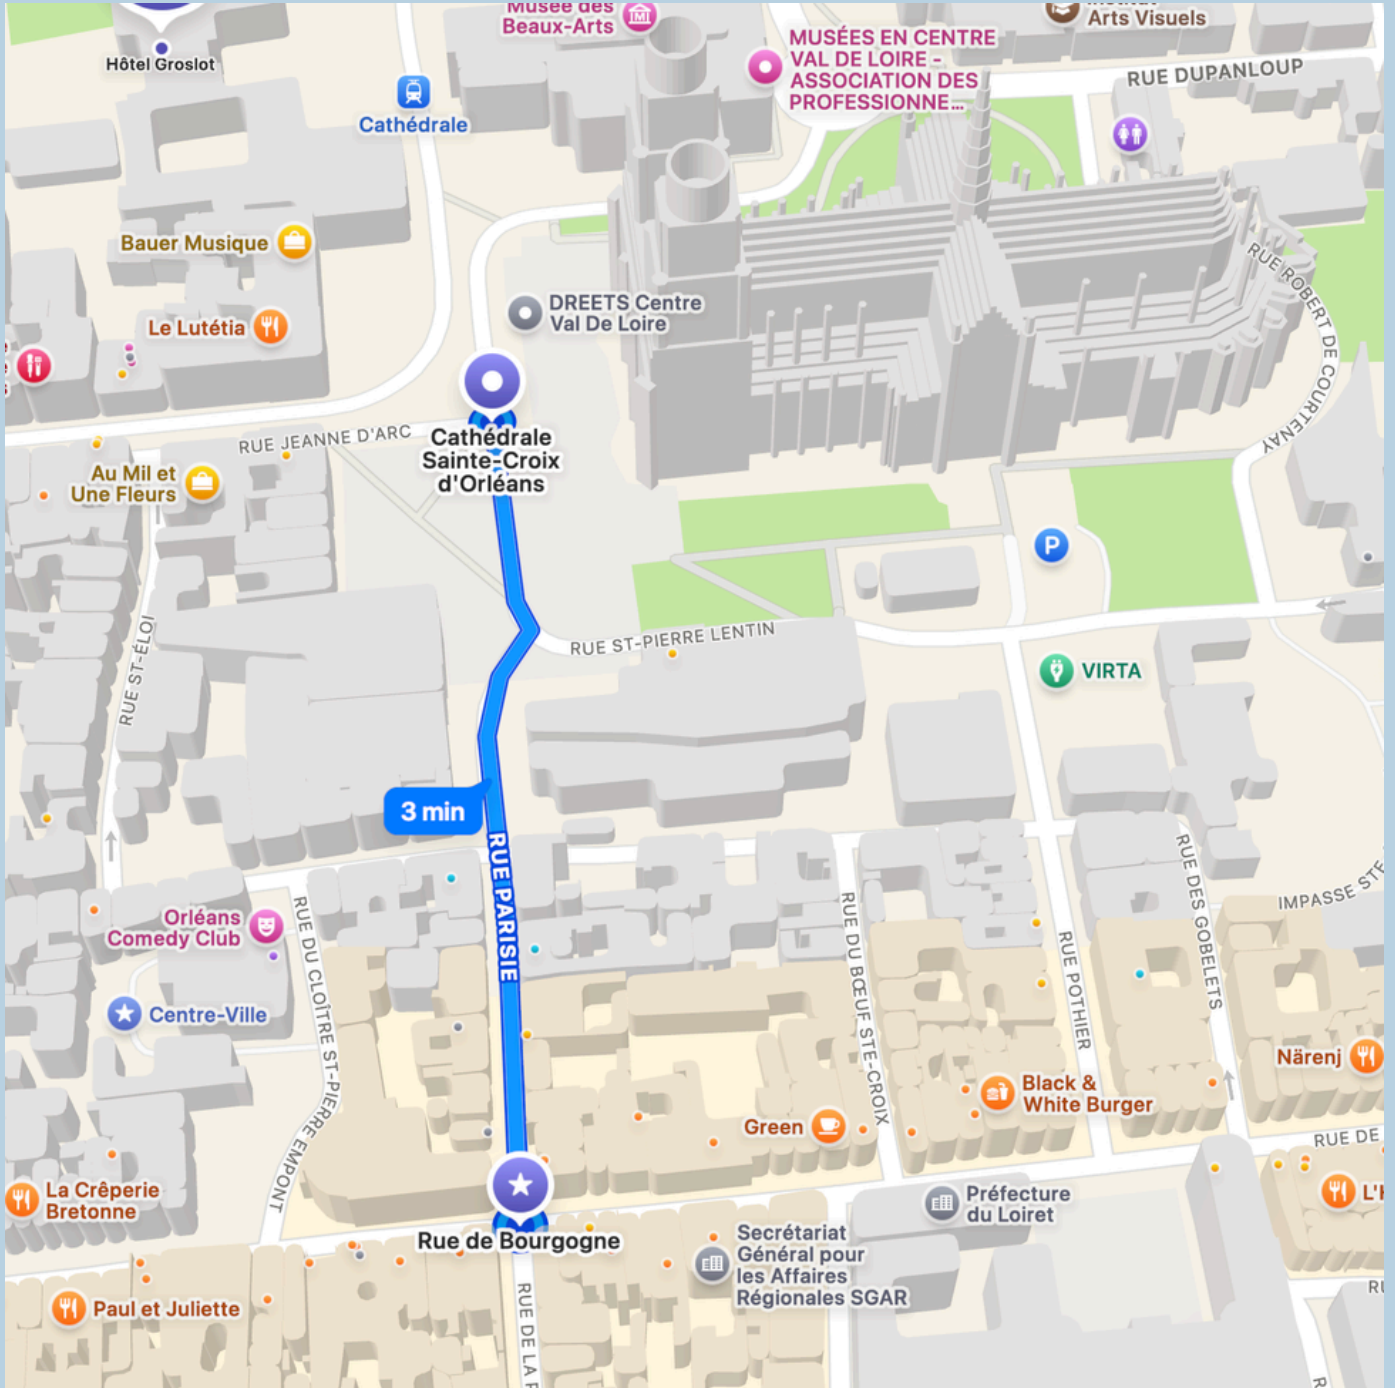 Musée des
Beaux-Arts
Arts Visuels
Hôtel Groslot
MUSÉES EN CENTRE
VAL DE LOIRE -
ASSOCIATION DES
PROFESSIONNE...
RUE DUPANLOUP
Cathédrale
Bauer Musique
DREETS Centre
Val De Loire
Le Lutétia
RUE ROBERT DE COURTENAY
RUE JEANNE D'ARC
Cathédrale
Sainte-Croix
d'Orléans
Au Mil et
Une Fleurs
P
RUE ST-PIERRE LENTIN
RUE ST-ÉLOI
VIRTA
3 min
RUE PARISIE
RUE DES GOBELETS
IMPASSE STE
Orléans
Comedy Club
RUE DU CLOÎTRE ST-PIERRE EMPONT
RUE DU BŒUF STE-CROIX
RUE POTHIER
Centre-Ville
Närenj
Black &
White Burger
Green
RUE DE
La Crêperie
Bretonne
Préfecture
du Loiret
L'
Rue de Bourgogne
Secrétariat
Général pour
les Affaires
Régionales SGAR
Paul et Juliette
RUE DE LA